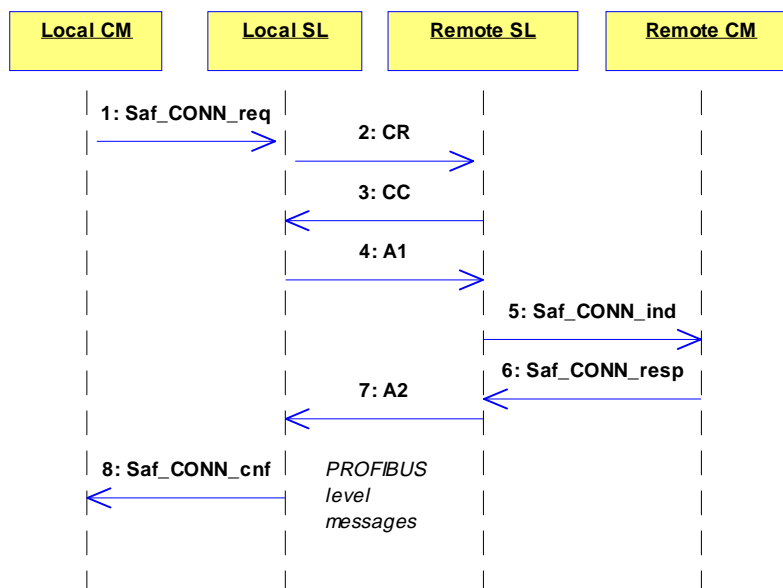 Local CM
Local SL
Remote SL
Remote CM
1: Saf_CONN_req
2: CR
3: CC
4: A1
5: Saf_CONN_ind
6: Saf_CONN_resp
7: A2
8: Saf_CONN_cnf
PROFIBUS
level
messages